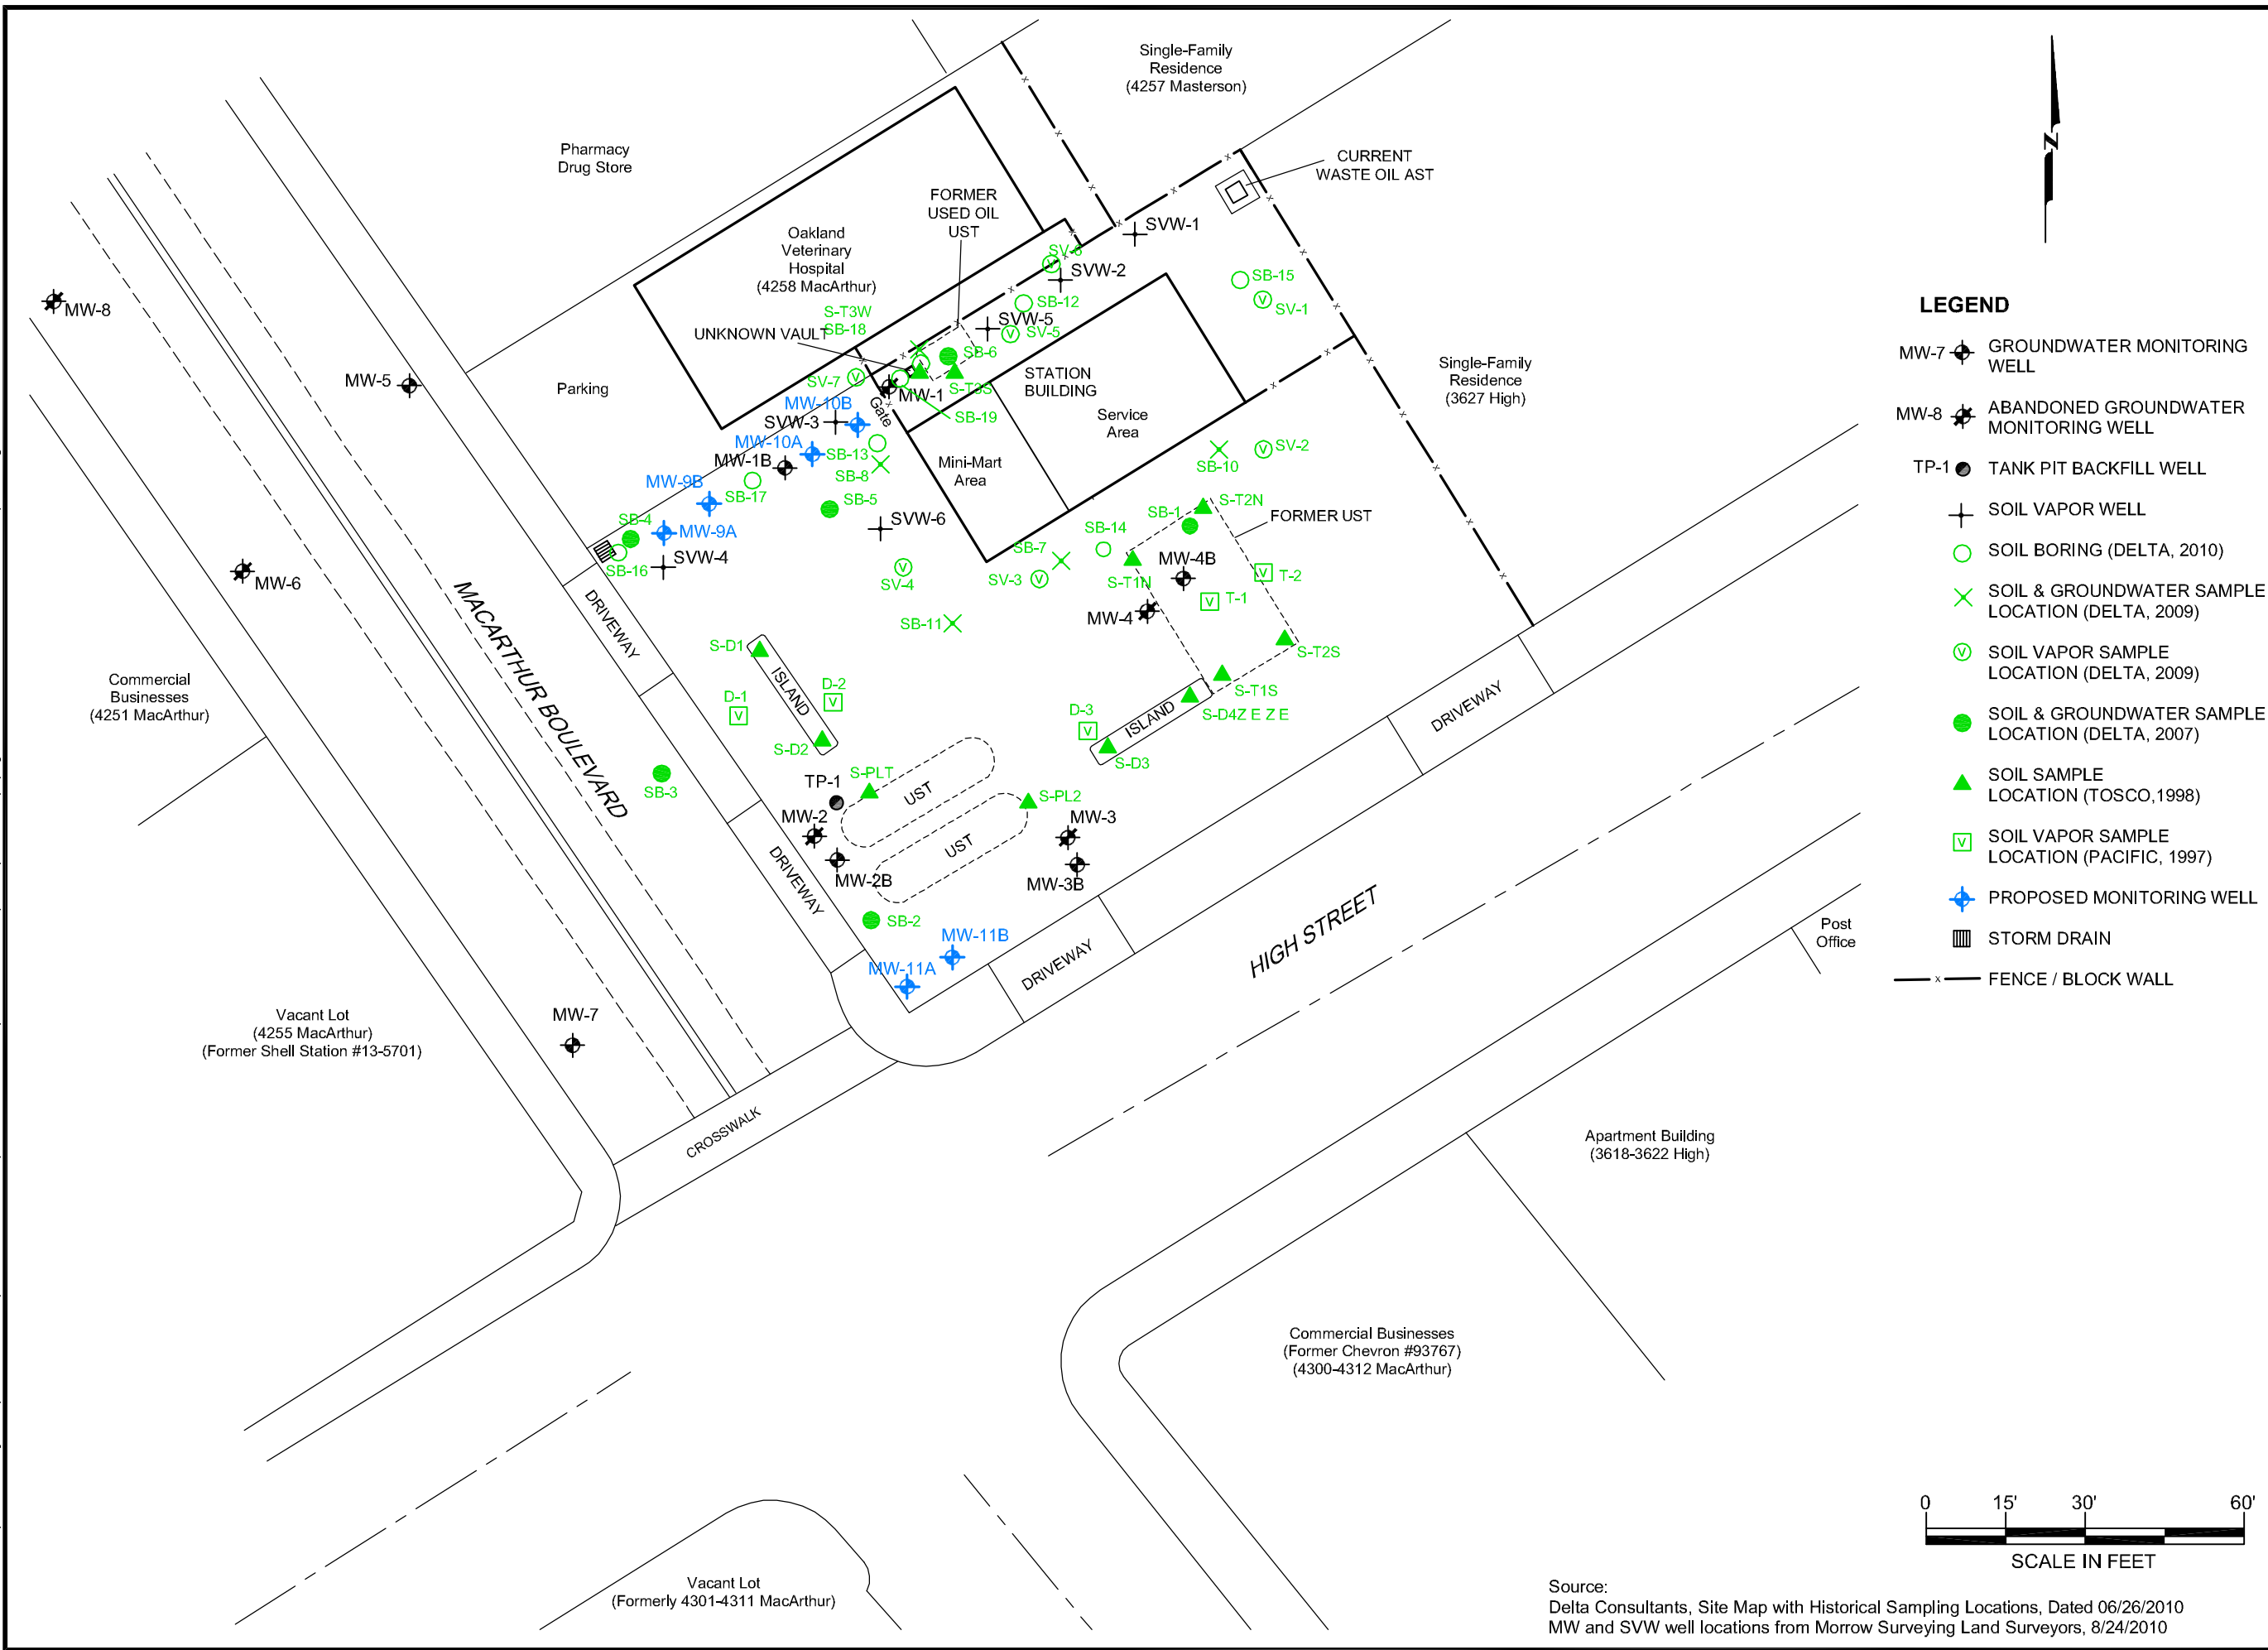 Single-Family
Residence
(4257 Masterson)
Pharmacy
Drug Store
CURRENT
WASTE OIL AST
FORMER
USED OIL
UST
Oakland
Veterinary
Hospital
(4258 MacArthur)
SVW-1
SV-6
SVW-2
SB-15
SV-1
SB-12
S-T3W
SB-18
SVW-5
SV-5
UNKNOWN VAULT
SB-6
MW-8
MW-5
Parking
SV-7
MW-1
S-T3S
STATION
BUILDING
Single-Family
Residence
(3627 High)
MW-10B
Gate
SB-19
SVW-3
Service
Area
MW-10A
SB-13
SV-2
MW-1B
SB-8
Mini-Mart
Area
SB-10
MW-9B
SB-17
SB-5
S-T2N
SB-4
SVW-6
SB-1
FORMER UST
MW-9A
SB-14
SB-7
SVW-4
MW-4B
SB-16
S-T1N
T-2
MW-6
SV-4
SV-3
T-1
DRIVEWAY
MW-4
SB-11
MACARTHUR BOULEVARD
S-D1
S-T2S
Commercial
Businesses
(4251 MacArthur)
ISLAND
D-1
D-2
S-T1S
DRIVEWAY
D-3
ISLAND
S-D4Z E Z E
S-D2
S-D3
TP-1
S-PLT
SB-3
UST
S-PL2
MW-2
MW-3
UST
DRIVEWAY
MW-2B
MW-3B
SB-2
HIGH STREET
Post
Office
MW-11B
MW-11A
DRIVEWAY
Vacant Lot
(4255 MacArthur)
(Former Shell Station #13-5701)
MW-7
CROSSWALK
Apartment Building
(3618-3622 High)
Commercial Businesses
(Former Chevron #93767)
(4300-4312 MacArthur)
Vacant Lot
(Formerly 4301-4311 MacArthur)
N
LEGEND
MW-7 GROUNDWATER MONITORING
WELL
MW-8 ABANDONED GROUNDWATER
MONITORING WELL
TP-1 TANK PIT BACKFILL WELL
SOIL VAPOR WELL
SOIL BORING (DELTA, 2010)
SOIL & GROUNDWATER SAMPLE
LOCATION (DELTA, 2009)
SOIL VAPOR SAMPLE
LOCATION (DELTA, 2009)
SOIL & GROUNDWATER SAMPLE
LOCATION (DELTA, 2007)
SOIL SAMPLE
LOCATION (TOSCO,1998)
SOIL VAPOR SAMPLE
LOCATION (PACIFIC, 1997)
PROPOSED MONITORING WELL
STORM DRAIN
FENCE / BLOCK WALL
0 15' 30' 60'
SCALE IN FEET
Source:
Delta Consultants, Site Map with Historical Sampling Locations, Dated 06/26/2010
MW and SVW well locations from Morrow Surveying Land Surveyors, 8/24/2010